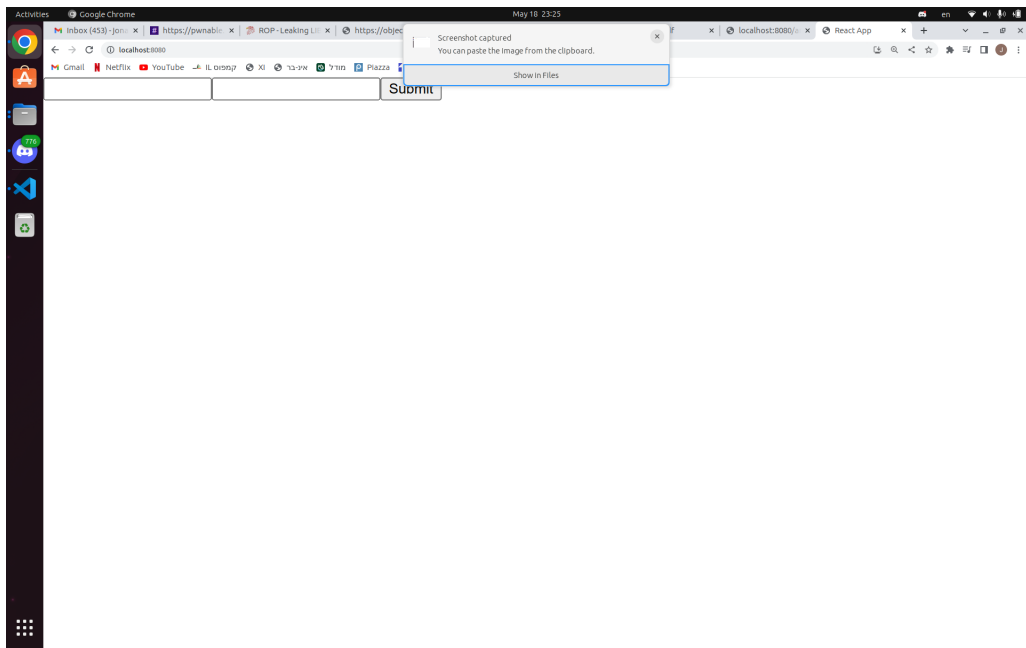 Activities Google Chrome May 18 23:25 en
Inbox (453) - jona https://pwnable ROP - Leaking Li https://objec lf localhost:8080/a React App
localhost:8080
Gmail Netflix YouTube קמפוס IL XI אינ-בר מודל Piazza
Screenshot captured
You can paste the image from the clipboard.
Show in Files
Submit
776